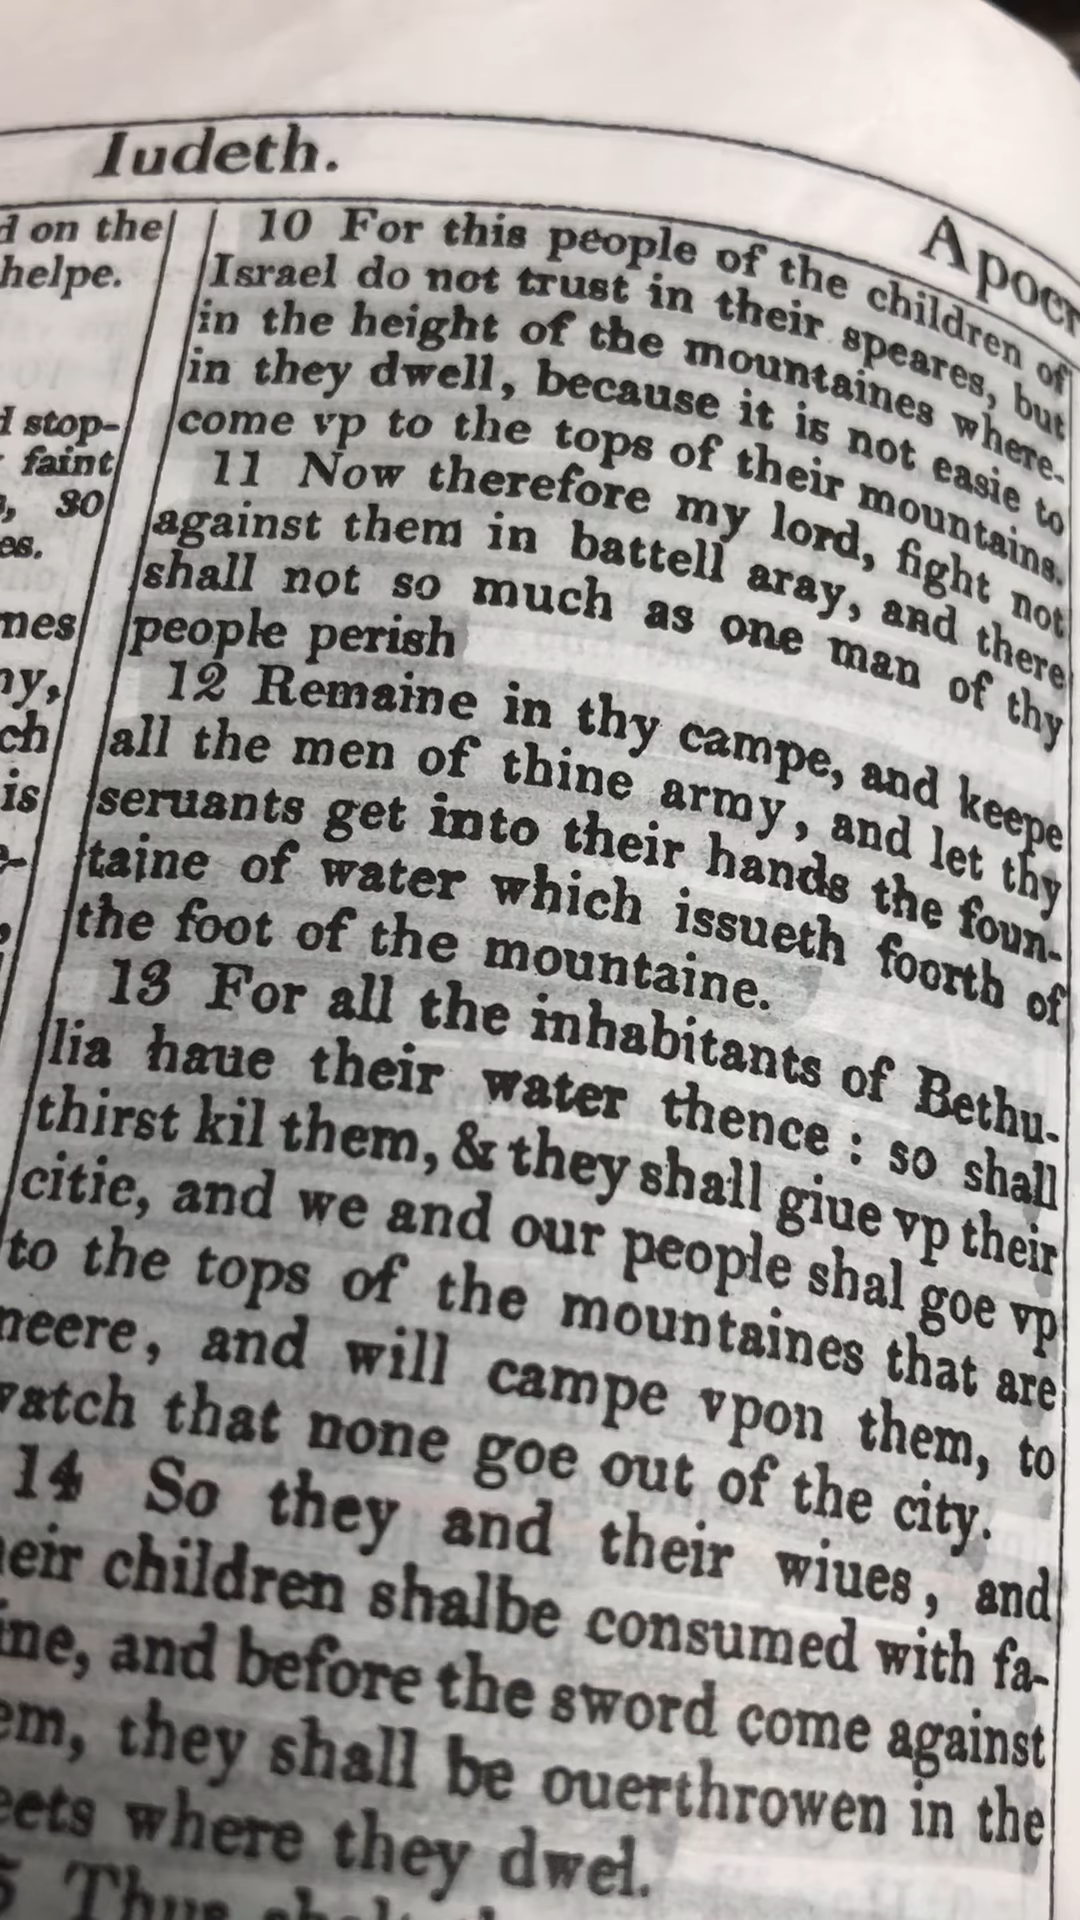 Iudeth.
Apocr
on the
helpe.
stop-
faint
30
es.
mes
ny,
ch
is
10 For this people of the children of
Israel do not trust in their speares, but
in the height of the mountaines where-
in they dwell, because it is not easie to
come vp to the tops of their mountains.
11 Now therefore my lord, fight not
against them in battell aray, and there
shall not so much as one man of thy
people perish
12 Remaine in thy campe, and keepe
all the men of thine army, and let thy
seruants get into their hands the foun-
taine of water which issueth foorth of
the foot of the mountaine.
13 For all the inhabitants of Bethu-
lia haue their water thence : so shall
thirst kil them, & they shall giue vp their
citie, and we and our people shal goe vp
to the tops of the mountaines that are
neere, and will campe vpon them, to
watch that none goe out of the city.
14 So they and their wiues, and
heir children shalbe consumed with fa-
ine, and before the sword come against
em, they shall be ouerthrowen in the
eets where they dwel.
5 Thus